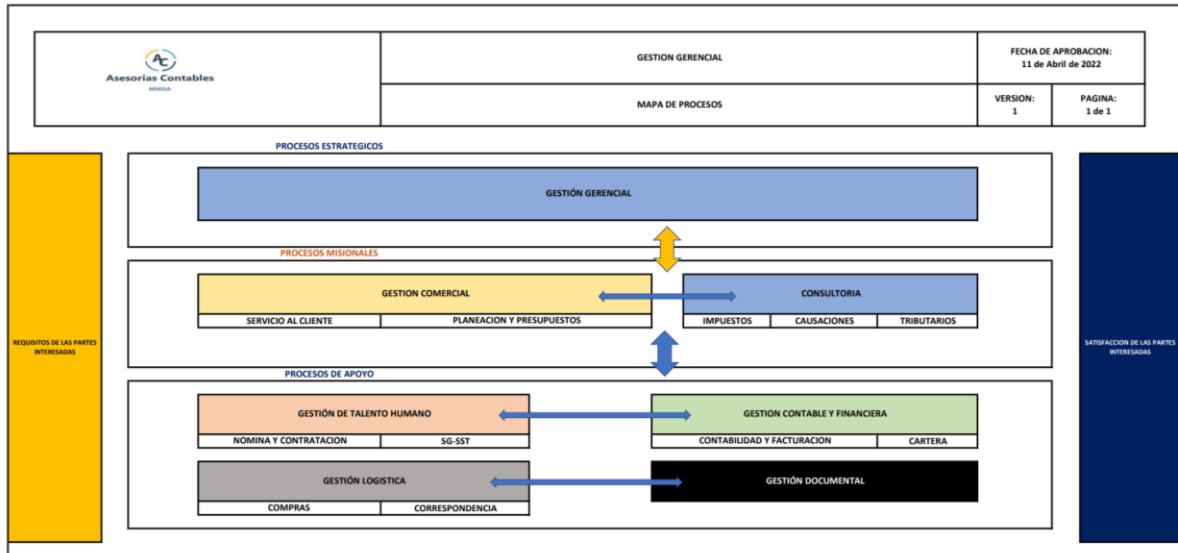 AC
Asesorias Contables
MMGA
GESTION GERENCIAL
FECHA DE APROBACION:
11 de Abril de 2022
MAPA DE PROCESOS
VERSION:
1
PAGINA:
1 de 1
PROCESOS ESTRATEGICOS
GESTIÓN GERENCIAL
PROCESOS MISIONALES
GESTION COMERCIAL
CONSULTORIA
SERVICIO AL CLIENTE
PLANEACION Y PRESUPUESTOS
IMPUESTOS
CAUSACIONES
TRIBUTARIOS
REQUISITOS DE LAS PARTES
INTERESADAS
SATISFACCION DE LAS PARTES
INTERESADAS
PROCESOS DE APOYO
GESTIÓN DE TALENTO HUMANO
GESTION CONTABLE Y FINANCIERA
NOMINA Y CONTRATACION
SG-SST
CONTABILIDAD Y FACTURACION
CARTERA
GESTIÓN LOGISTICA
GESTIÓN DOCUMENTAL
COMPRAS
CORRESPONDENCIA